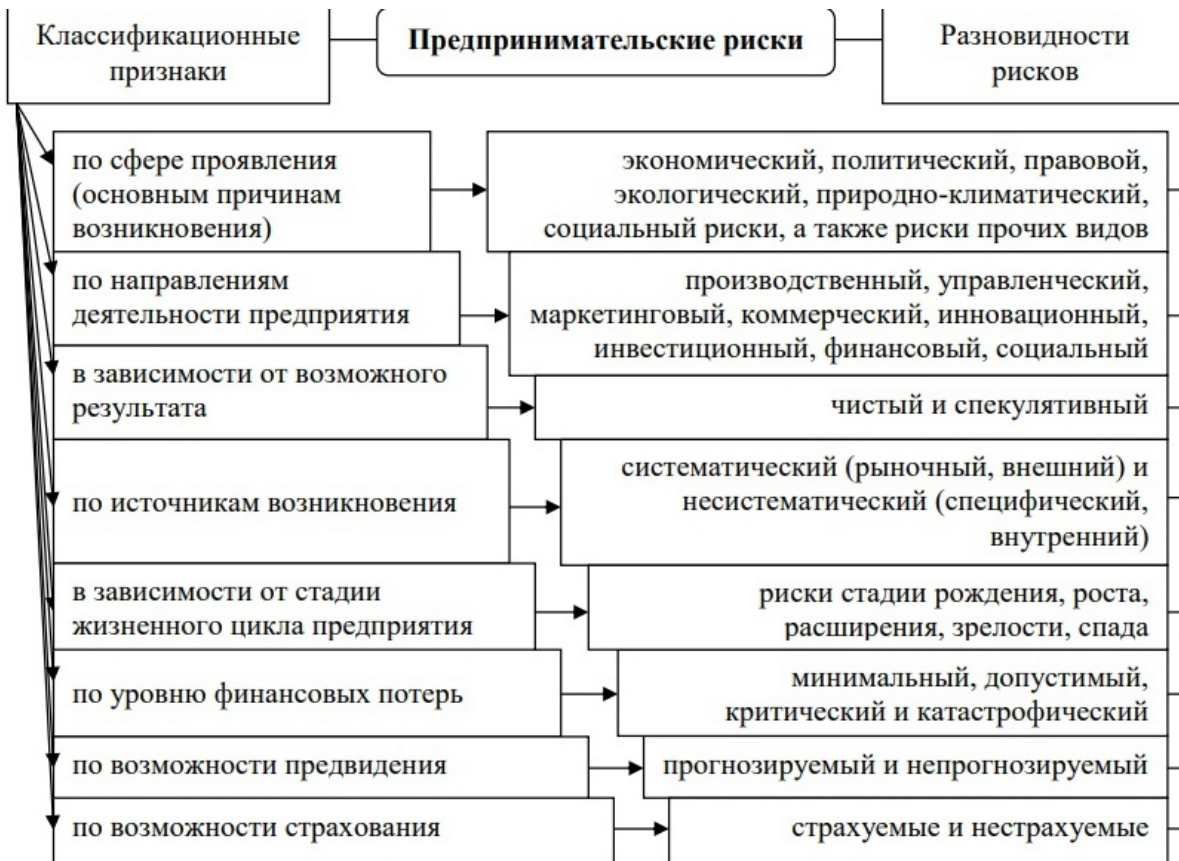 Классификационные
признаки
Предпринимательские риски
Разновидности
рисков
по сфере проявления
(основным причинам
возникновения)
экономический, политический, правовой,
экологический, природно-климатический,
социальный риски, а также риски прочих видов
по направлениям
деятельности предприятия
производственный, управленческий,
маркетинговый, коммерческий, инновационный,
инвестиционный, финансовый, социальный
в зависимости от возможного
результата
чистый и спекулятивный
по источникам возникновения
систематический (рыночный, внешний) и
несистематический (специфический,
внутренний)
в зависимости от стадии
жизненного цикла предприятия
риски стадии рождения, роста,
расширения, зрелости, спада
по уровню финансовых потерь
минимальный, допустимый,
критический и катастрофический
по возможности предвидения
прогнозируемый и непрогнозируемый
по возможности страхования
страхуемые и нестрахуемые